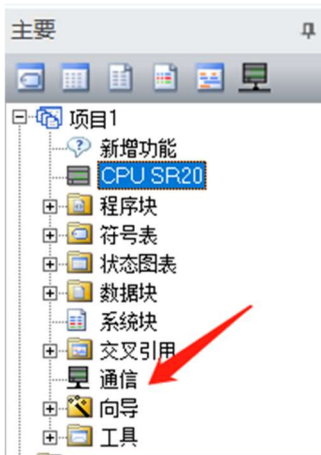 主要
项目1
新增功能
CPU SR20
程序块
符号表
状态图表
数据块
系统块
交叉引用
通信
向导
工具